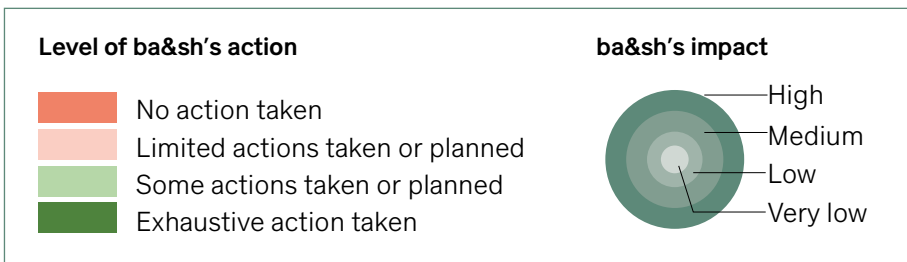 Level of ba&sh's action
No action taken
Limited actions taken or planned
Some actions taken or planned
Exhaustive action taken
ba&sh's impact
High
Medium
Low
Very low